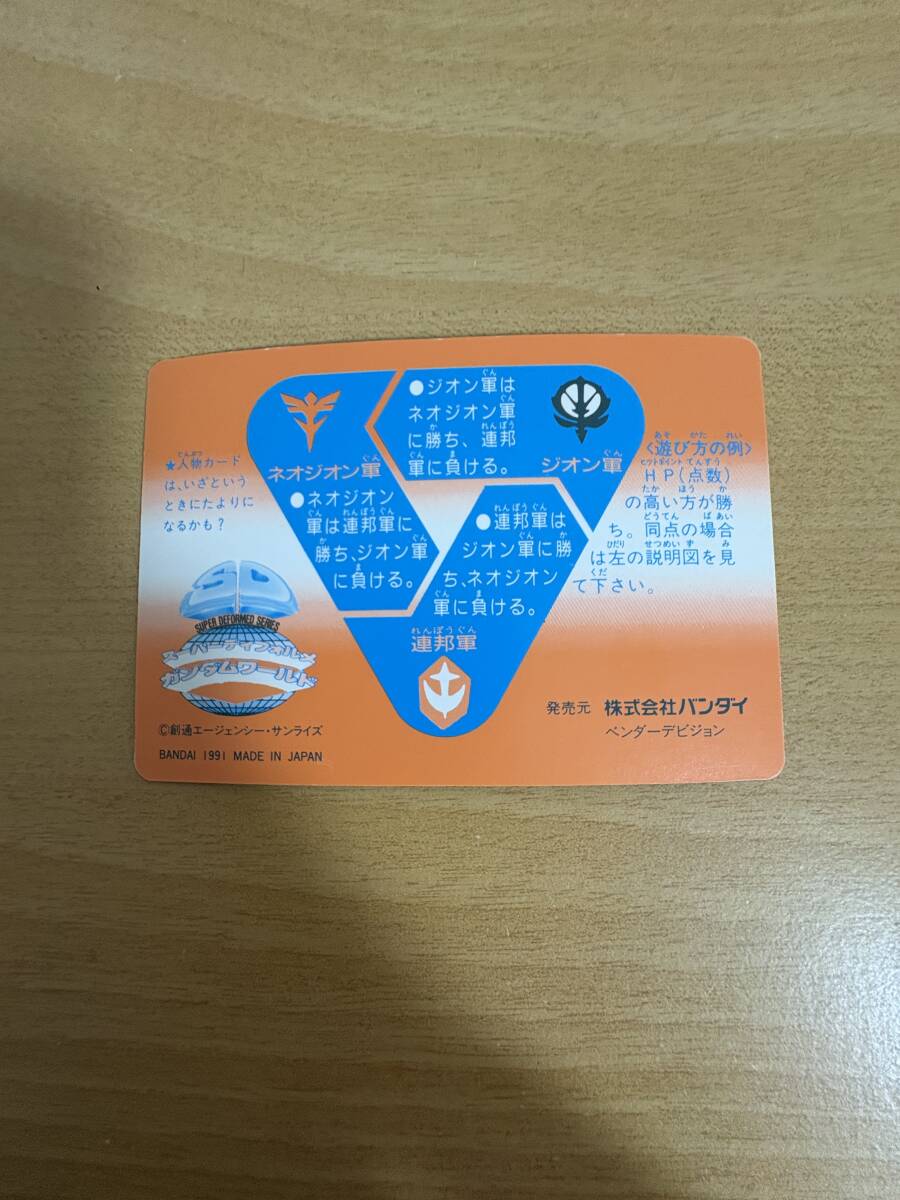 ●ジオン軍は
ネオジオン軍
に勝ち、連邦
軍に負ける。
ネオジオン軍
●ネオジオン
軍は連邦軍に
勝ち、ジオン軍
に負ける。
ジオン軍
●連邦軍は
ジオン軍に勝
ち、ネオジオン
軍に負ける。
連邦軍
★人物カード
は、いざという
ときにたよりに
なるかも?
〈遊び方の例〉
HP(点数)
の高い方が勝
ち。同点の場合
は左の説明図を見
て下さい。
SUPER DEFORMED SERIES
スーパーディフォルメ
ガンダムワールド
©創通エージェンシー・サンライズ
BANDAI 1991 MADE IN JAPAN
発売元 株式会社バンダイ
ベンダーデビジョン